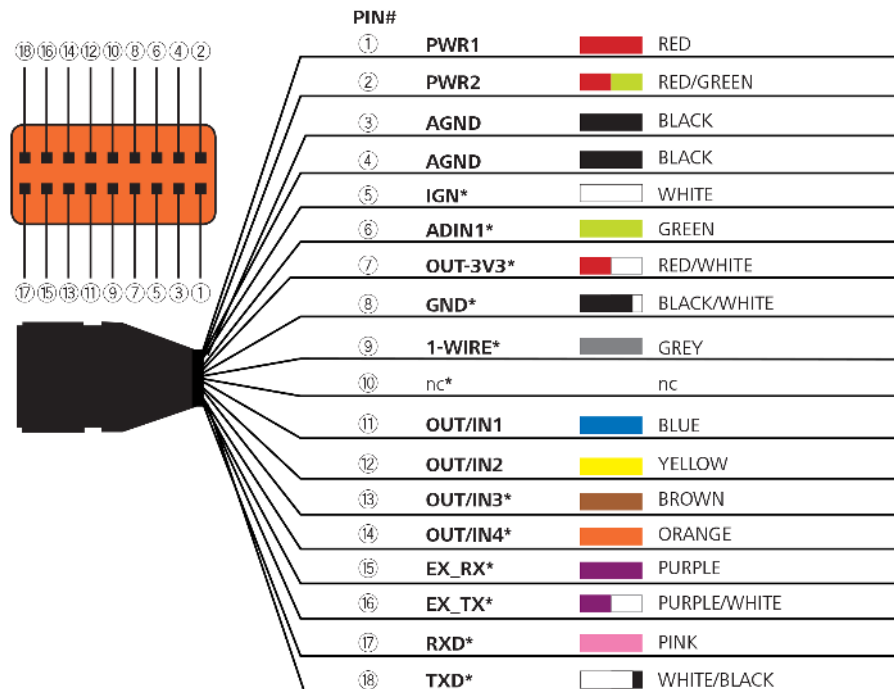 PIN#
⑱ ⑯ ⑭ ⑫ ⑩ ⑧ ⑥ ④ ②
⑰ ⑮ ⑬ ⑪ ⑨ ⑦ ⑤ ③ ①
① PWR1 RED
② PWR2 RED/GREEN
③ AGND BLACK
④ AGND BLACK
⑤ IGN* WHITE
⑥ ADIN1* GREEN
⑦ OUT-3V3* RED/WHITE
⑧ GND* BLACK/WHITE
⑨ 1-WIRE* GREY
⑩ nc* nc
⑪ OUT/IN1 BLUE
⑫ OUT/IN2 YELLOW
⑬ OUT/IN3* BROWN
⑭ OUT/IN4* ORANGE
⑮ EX_RX* PURPLE
⑯ EX_TX* PURPLE/WHITE
⑰ RXD* PINK
⑱ TXD* WHITE/BLACK